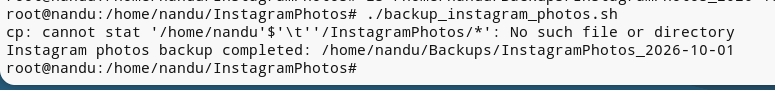 root@nandu:/home/nandu/InstagramPhotos# ./backup_instagram_photos.sh
cp: cannot stat '/home/nandu'$'\t''/InstagramPhotos/*': No such file or directory
Instagram photos backup completed: /home/nandu/Backups/InstagramPhotos_2026-10-01
root@nandu:/home/nandu/InstagramPhotos#